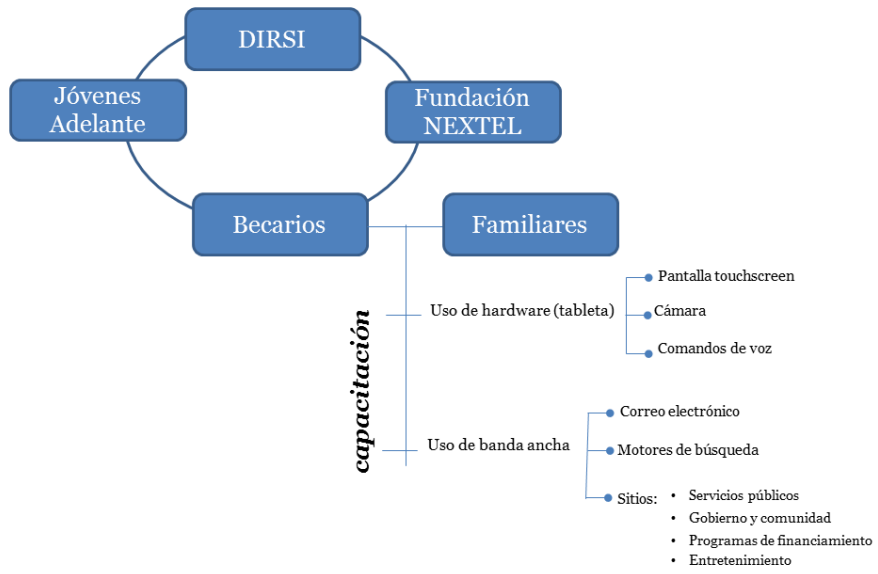 DIRSI
Jóvenes
Adelante
Fundación
NEXTEL
Becarios
Familiares
capacitación
Uso de hardware (tableta)
Pantalla touchscreen
Cámara
Comandos de voz
Uso de banda ancha
Correo electrónico
Motores de búsqueda
Sitios:
• Servicios públicos
• Gobierno y comunidad
• Programas de financiamiento
• Entretenimiento